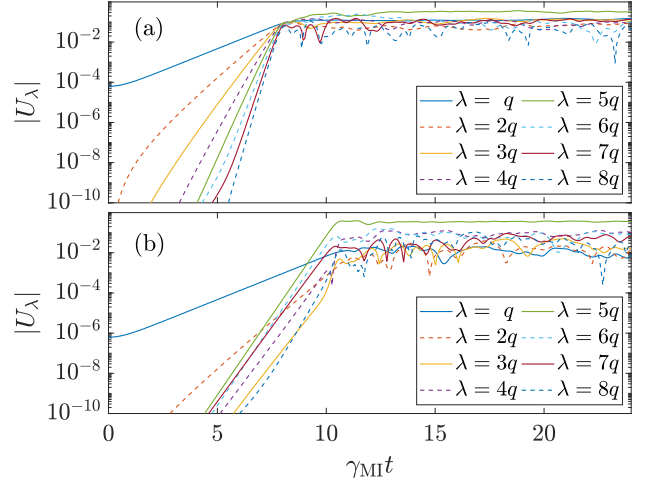 (a)
|U_λ|
10^{-2}
10^{-4}
10^{-6}
10^{-8}
10^{-10}
λ = q λ = 5q
λ = 2q λ = 6q
λ = 3q λ = 7q
λ = 4q λ = 8q
(b)
|U_λ|
10^{-2}
10^{-4}
10^{-6}
10^{-8}
10^{-10}
λ = q λ = 5q
λ = 2q λ = 6q
λ = 3q λ = 7q
λ = 4q λ = 8q
0 5 10 15 20
γ_{MI}t